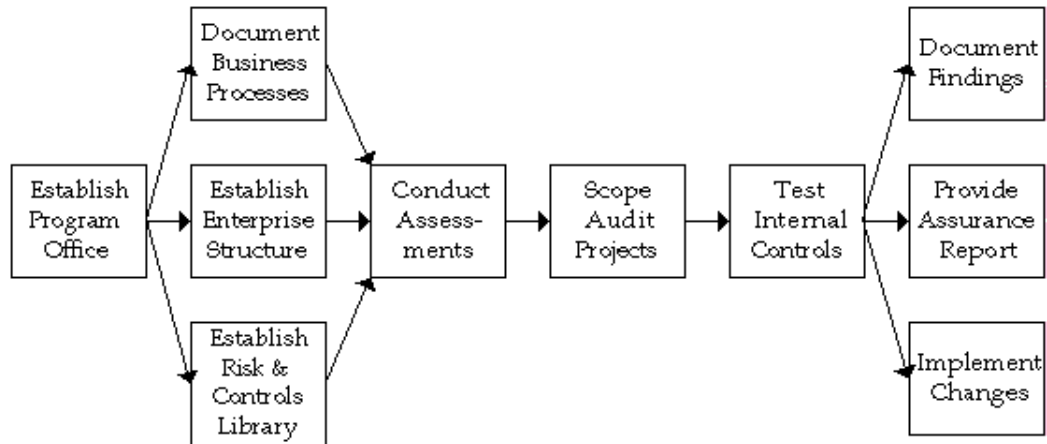 Document
Business
Processes
Document
Findings
Establish
Program
Office
Establish
Enterprise
Structure
Conduct
Assess-
ments
Scope
Audit
Projects
Test
Internal
Controls
Provide
Assurance
Report
Establish
Risk &
Controls
Library
Implement
Changes